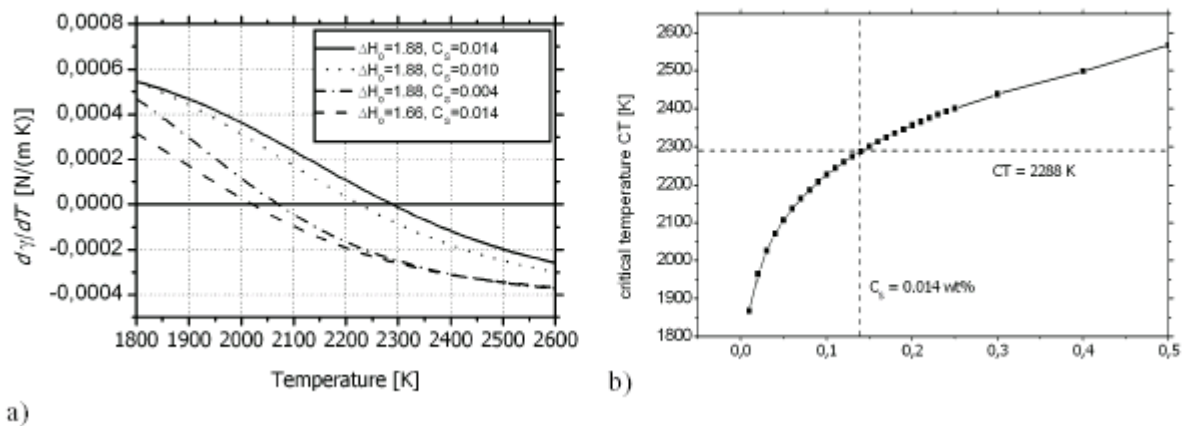 0,0008
0,0006
0,0004
0,0002
0,0000
-0,0002
-0,0004
dγ/dT [N/(m K)]
ΔH₀=1.88, Cₛ=0.014
ΔH₀=1.88, Cₛ=0.010
ΔH₀=1.88, Cₛ=0.004
ΔH₀=1.66, Cₛ=0.014
1800 1900 2000 2100 2200 2300 2400 2500 2600
Temperature [K]
a)
2600
2500
2400
2300
2200
2100
2000
1900
1800
critical temperature CT [K]
CT = 2288 K
Cₛ = 0.014 wt%
0,0 0,1 0,2 0,3 0,4 0,5
b)